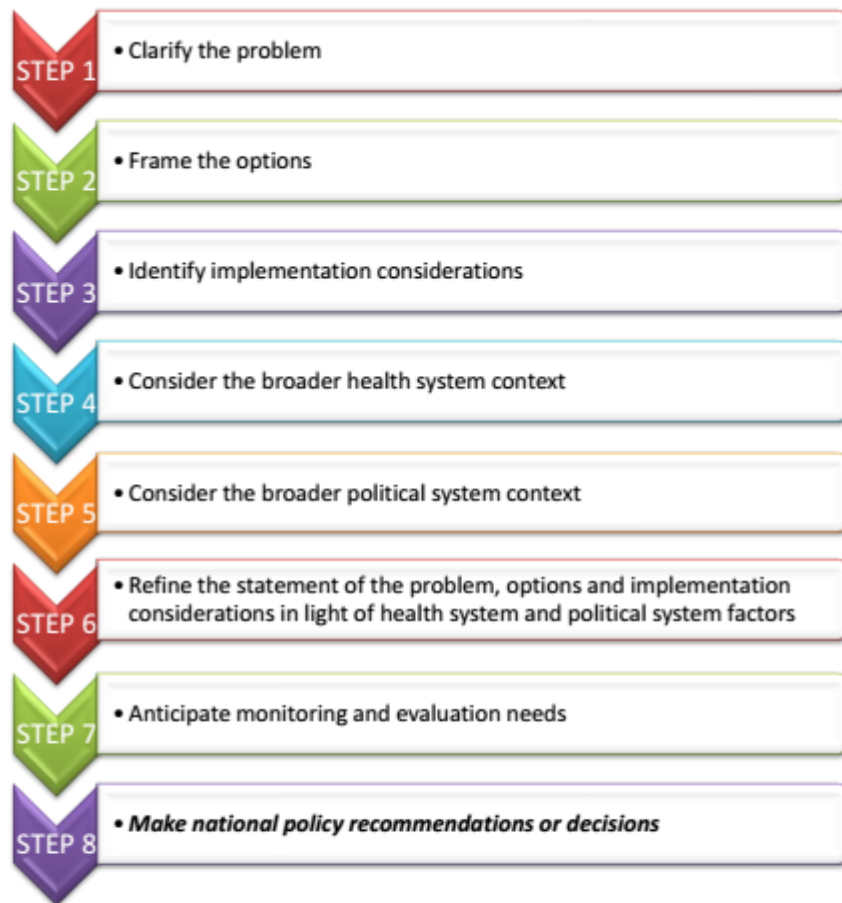 STEP 1
• Clarify the problem
STEP 2
• Frame the options
STEP 3
• Identify implementation considerations
STEP 4
• Consider the broader health system context
STEP 5
• Consider the broader political system context
STEP 6
• Refine the statement of the problem, options and implementation
considerations in light of health system and political system factors
STEP 7
• Anticipate monitoring and evaluation needs
STEP 8
• Make national policy recommendations or decisions